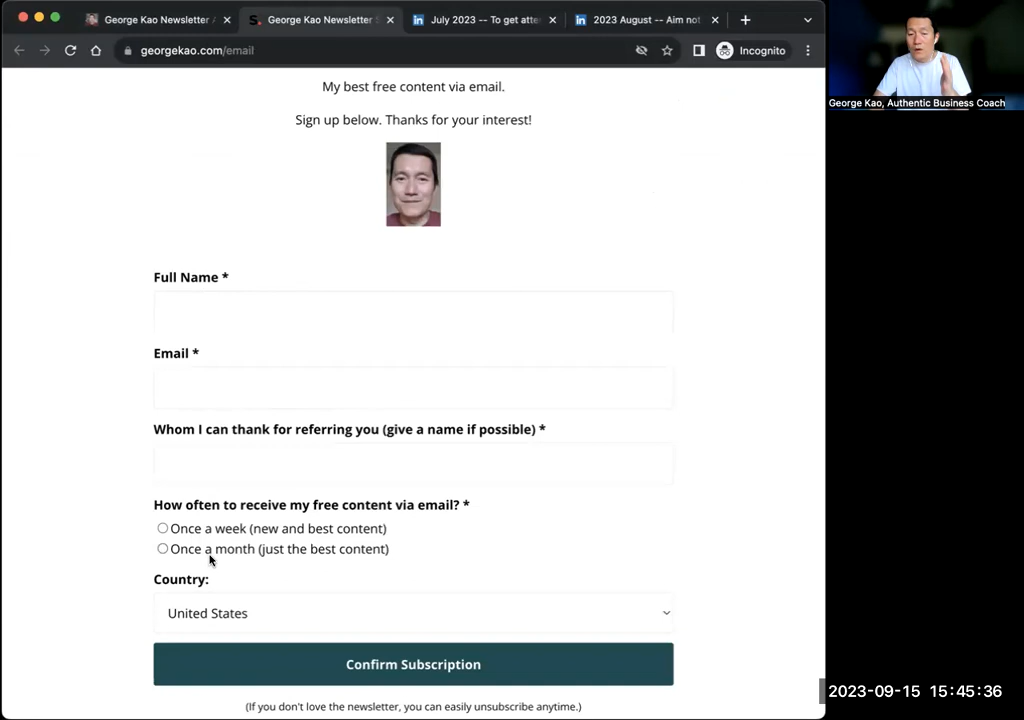 George Kao Newsletter
George Kao Newsletter
July 2023 -- To get atte
2023 August -- Aim not
georgekao.com/email
Incognito
George Kao, Authentic Business Coach
My best free content via email.
Sign up below. Thanks for your interest!
Full Name *
Email *
Whom I can thank for referring you (give a name if possible) *
How often to receive my free content via email? *
Once a week (new and best content)
Once a month (just the best content)
Country:
United States
Confirm Subscription
(If you don't love the newsletter, you can easily unsubscribe anytime.)
2023-09-15 15:45:36